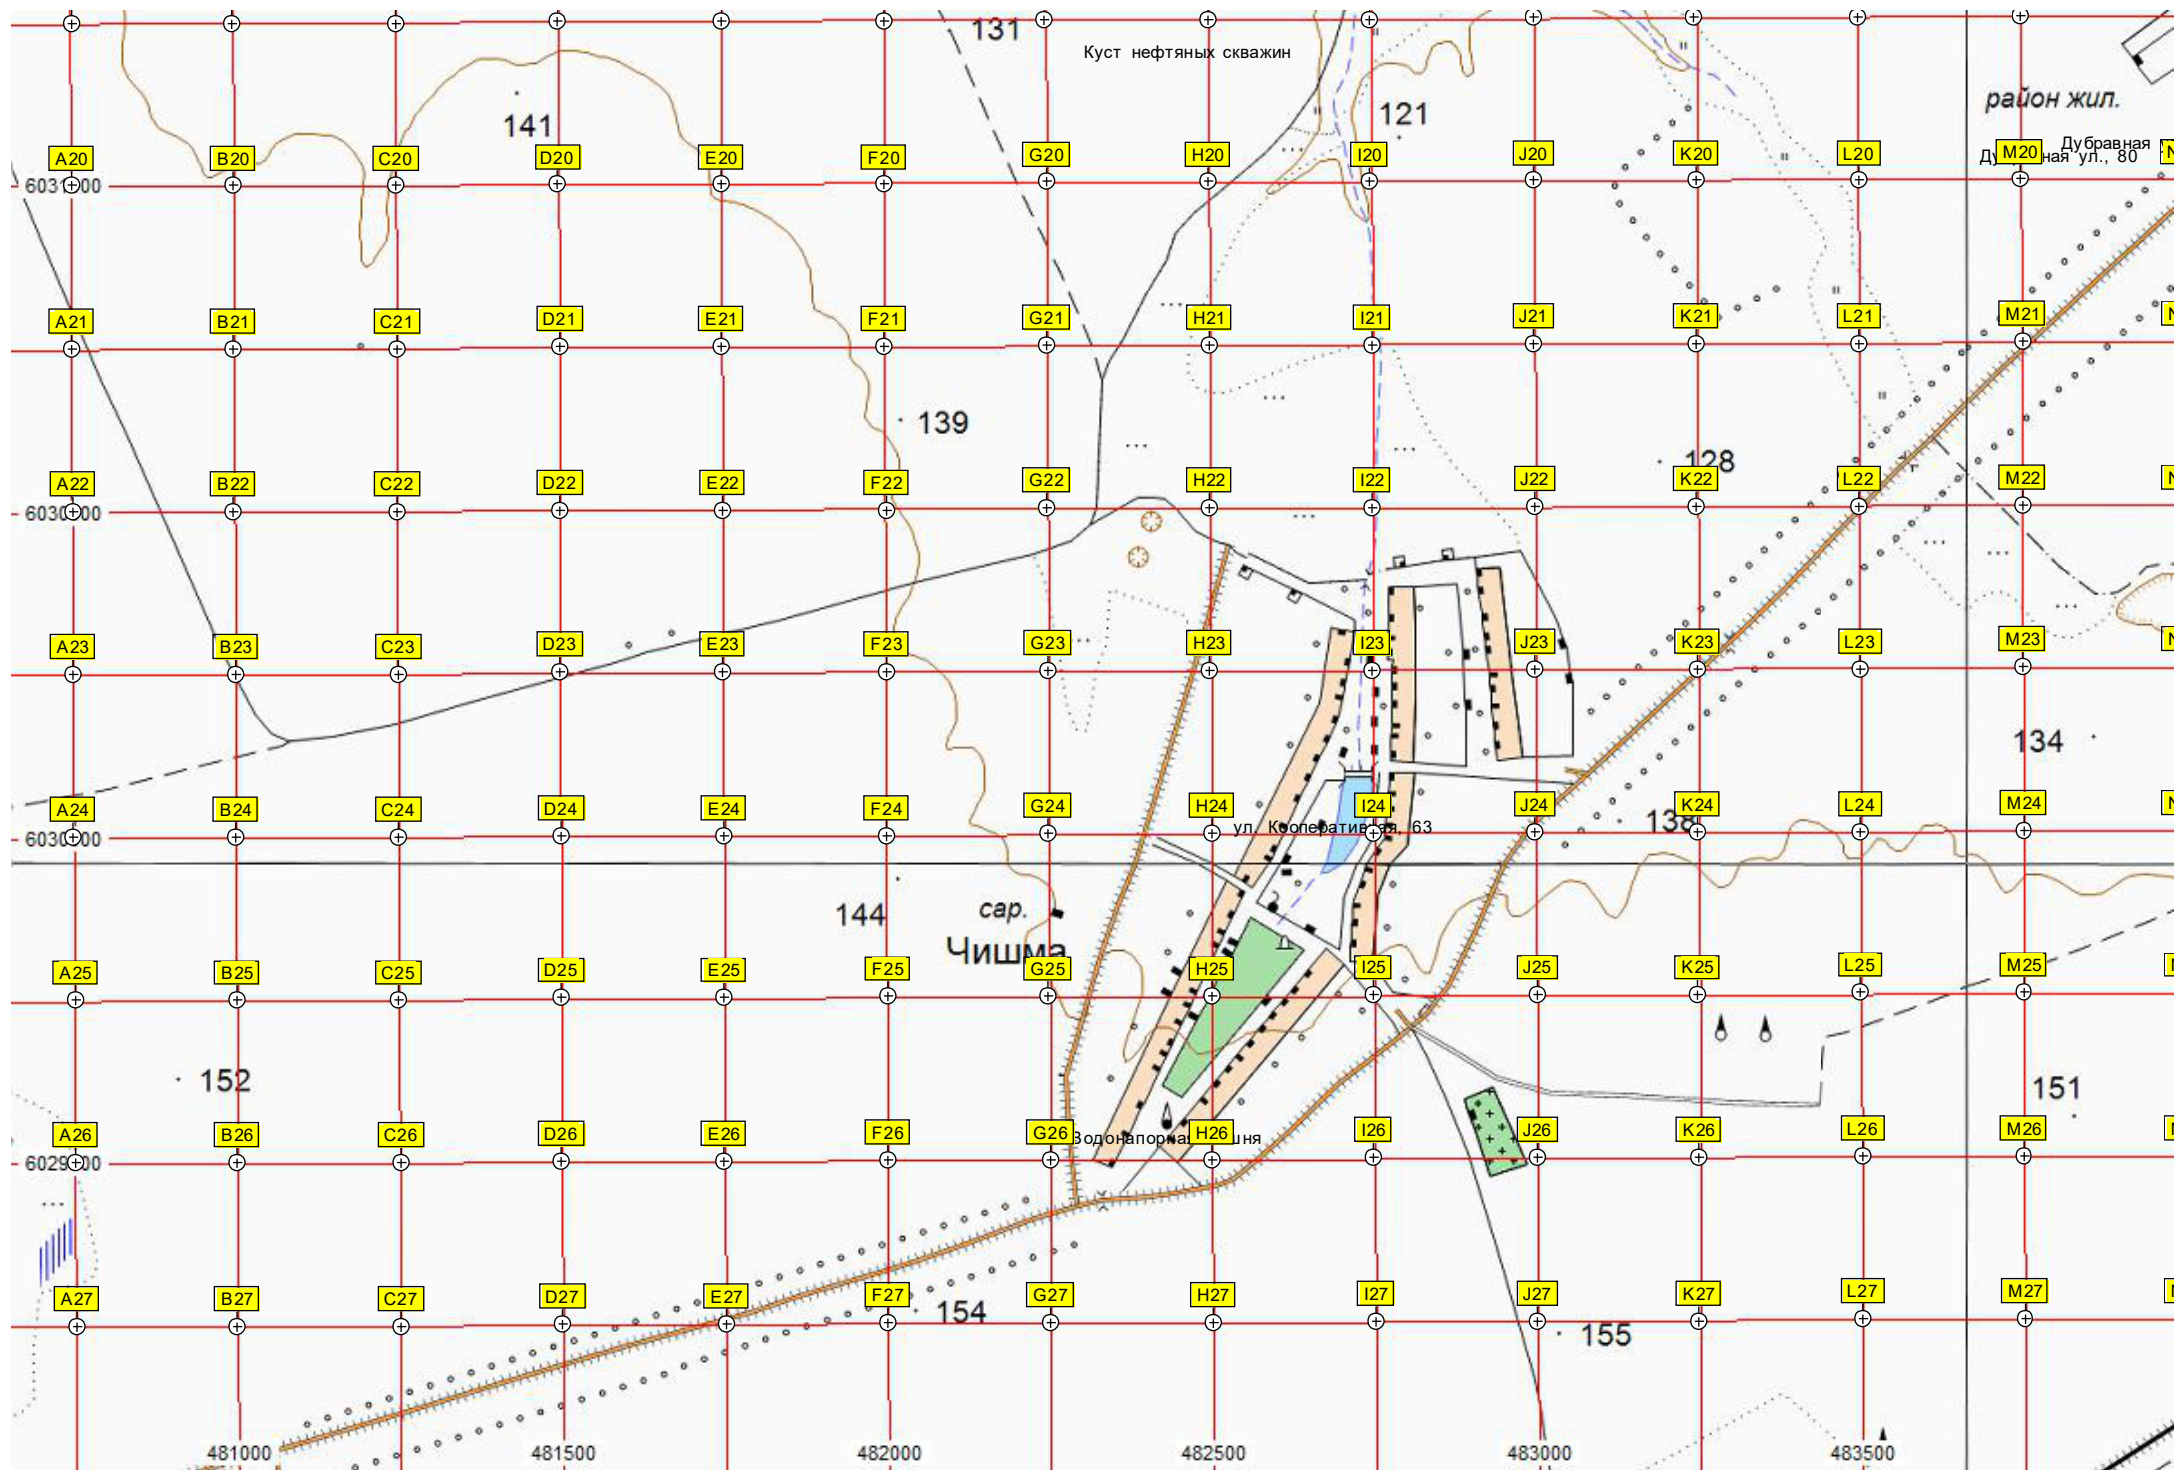 131
Куст нефтяных скважин
141
121
район жил.
Дубравная
ная ул., 80
A20 B20 C20 D20 E20 F20 G20 H20 I20 J20 K20 L20 M20
A21 B21 C21 D21 E21 F21 G21 H21 I21 J21 K21 L21 M21
139
128
A22 B22 C22 D22 E22 F22 G22 H22 I22 J22 K22 L22 M22
A23 B23 C23 D23 E23 F23 G23 H23 I23 J23 K23 L23 M23
134
A24 B24 C24 D24 E24 F24 G24 H24 I24 J24 K24 L24 M24
138
ул. Кооперативная, 63
144
сар.
Чишма
A25 B25 C25 D25 E25 F25 G25 H25 I25 J25 K25 L25 M25
152
151
A26 B26 C26 D26 E26 F26 G26 H26 I26 J26 K26 L26 M26
Водонапорная
A27 B27 C27 D27 E27 F27 G27 H27 I27 J27 K27 L27 M27
154
155
481000 481500 482000 482500 483000 483500